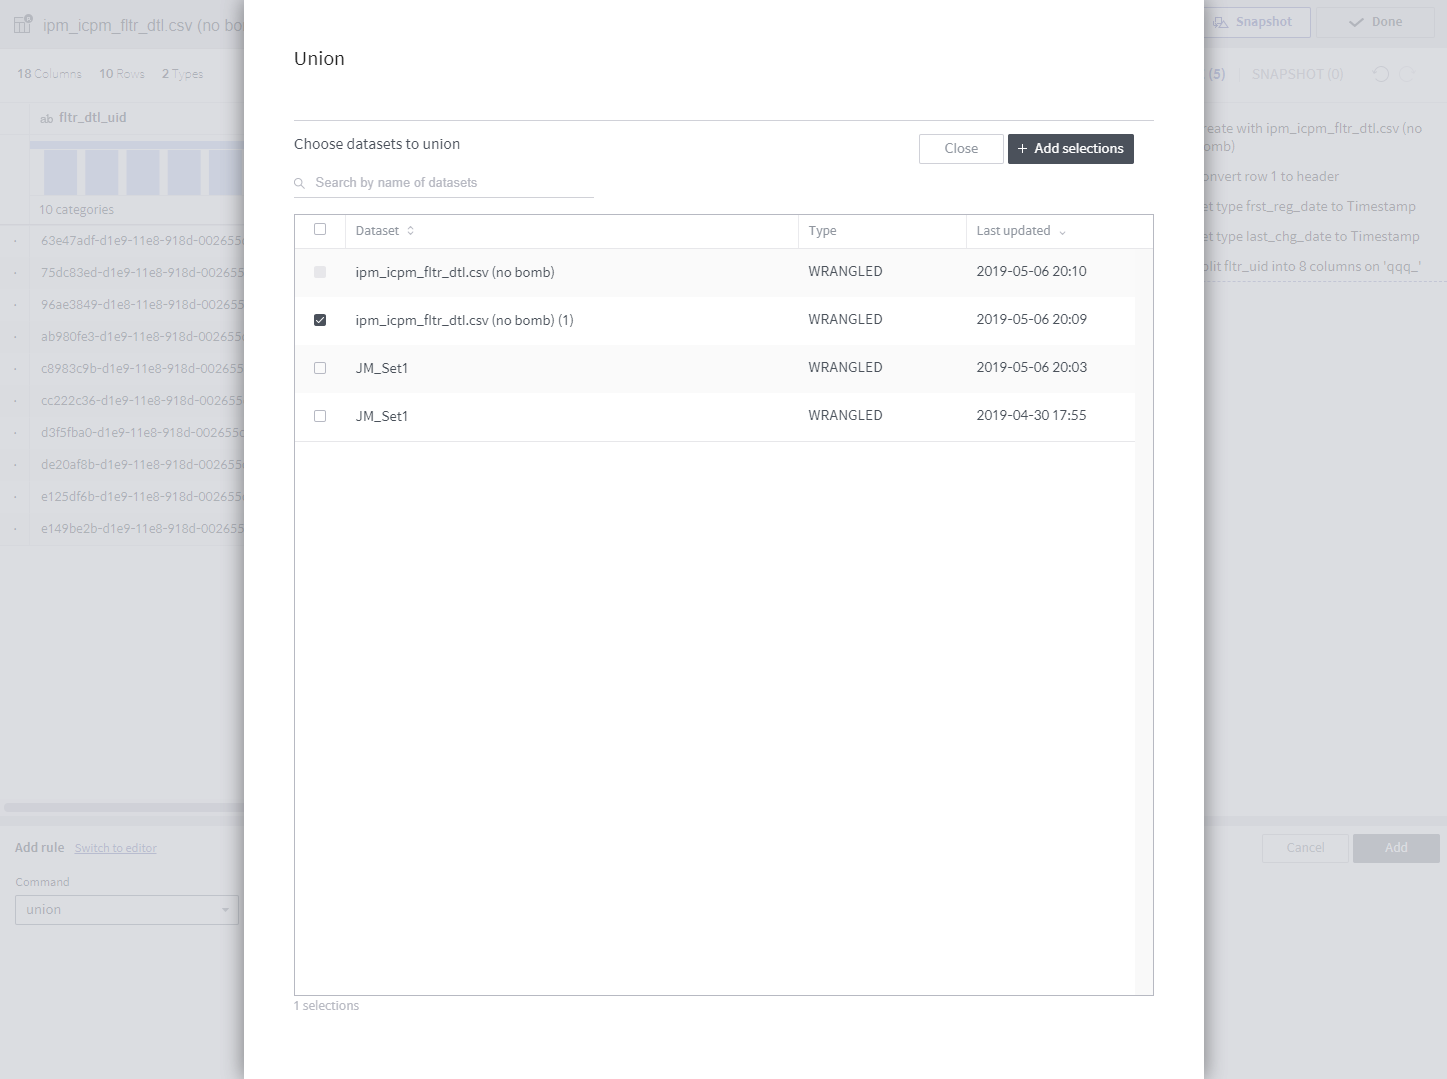 ipm_icpm_fltr_dtl.csv (no
Snapshot
Done
18 Columns 10 Rows 2 Types
(5) SNAPSHOT (0)
ab fltr_dtl_uid
10 categories
63e47adf-d1e9-11e8-918d-002655
75dc83ed-d1e9-11e8-918d-002655
96ae3849-d1e8-11e8-918d-002655
ab980fe3-d1e9-11e8-918d-002655
c8983c9b-d1e9-11e8-918d-002655
cc222c36-d1e9-11e8-918d-002655
d3f5fba0-d1e9-11e8-918d-002655
de20af8b-d1e9-11e8-918d-002655
e125df6b-d1e9-11e8-918d-002655
e149be2b-d1e9-11e8-918d-002655
Union
Choose datasets to union
Close
+ Add selections
Search by name of datasets
Dataset Type Last updated
ipm_icpm_fltr_dtl.csv (no bomb) WRANGLED 2019-05-06 20:10
ipm_icpm_fltr_dtl.csv (no bomb) (1) WRANGLED 2019-05-06 20:09
JM_Set1 WRANGLED 2019-05-06 20:03
JM_Set1 WRANGLED 2019-04-30 17:55
1 selections
reate with ipm_icpm_fltr_dtl.csv (no
omb)
onvert row 1 to header
et type frst_reg_date to Timestamp
et type last_chg_date to Timestamp
plit fltr_uid into 8 columns on 'qqq_'
Add rule Switch to editor
Cancel
Add
Command
union